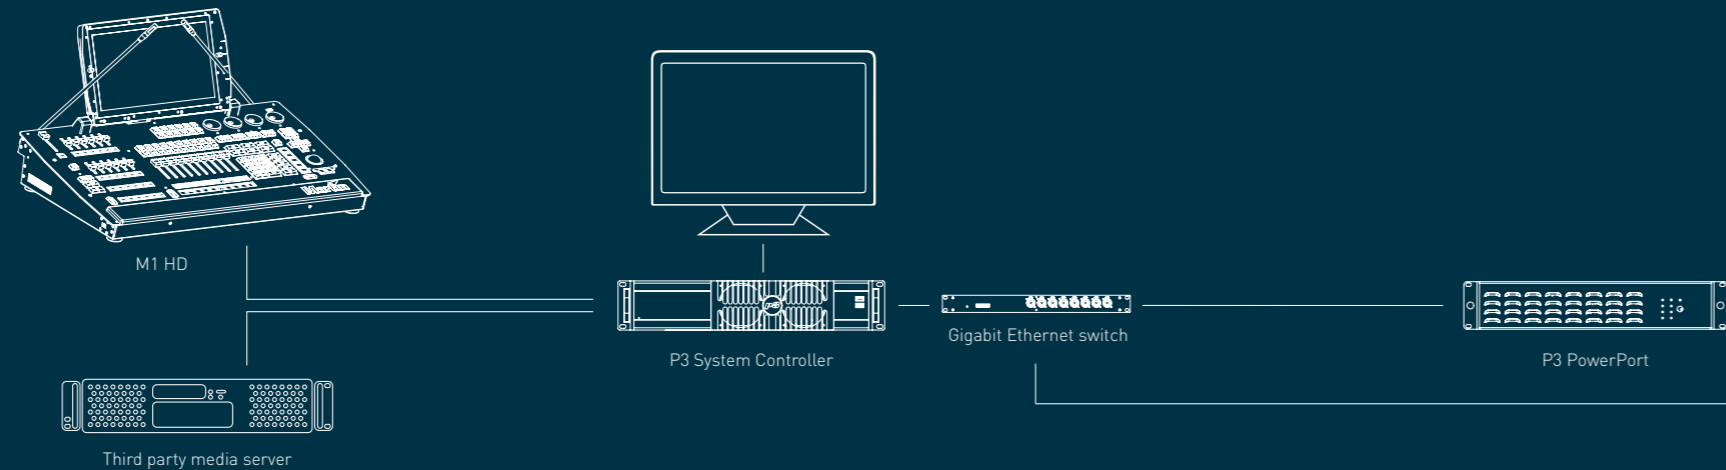 M1 HD
P3 System Controller
Gigabit Ethernet switch
P3 PowerPort
Third party media server